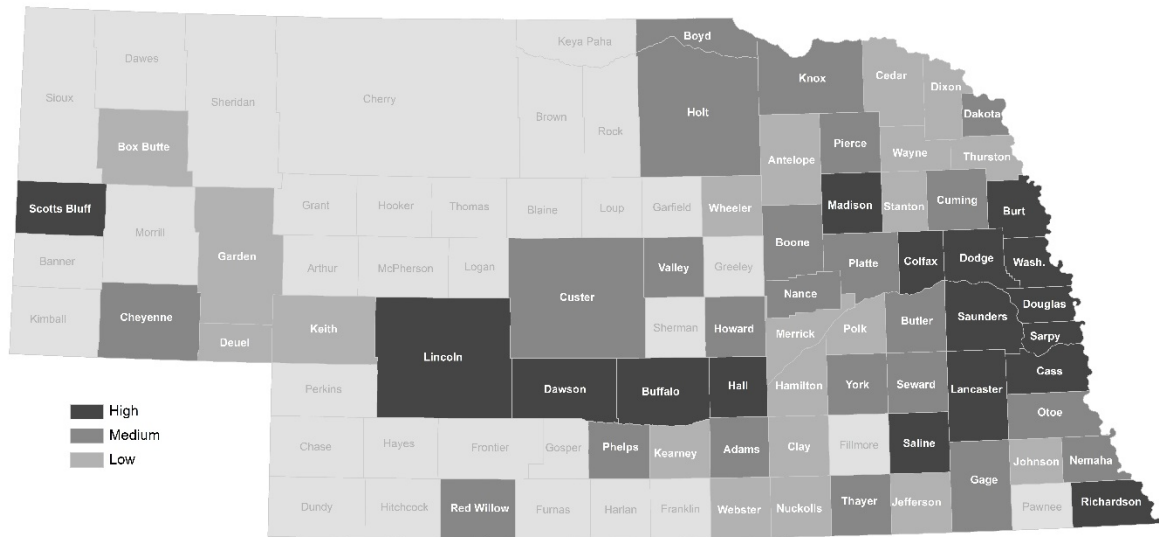 Boyd
Keya Paha
Dawes
Knox
Cedar
Dixon
Sioux
Sheridan
Cherry
Brown
Rock
Holt
Dakota
Box Butte
Antelope
Pierce
Wayne
Thurston
Scotts Bluff
Grant
Hooker
Thomas
Blaine
Loup
Garfield
Wheeler
Madison
Stanton
Cuming
Burt
Morrill
Banner
Garden
Arthur
McPherson
Logan
Valley
Greeley
Boone
Platte
Colfax
Dodge
Wash.
Custer
Nance
Douglas
Kimball
Cheyenne
Deuel
Keith
Lincoln
Sherman
Howard
Merrick
Polk
Butler
Saunders
Sarpy
Perkins
Dawson
Buffalo
Hall
Hamilton
York
Seward
Lancaster
Cass
High
Medium
Low
Otoe
Chase
Hayes
Frontier
Gosper
Phelps
Kearney
Adams
Clay
Fillmore
Saline
Johnson
Nemaha
Gage
Dundy
Hitchcock
Red Willow
Furnas
Harlan
Franklin
Webster
Nuckolls
Thayer
Jefferson
Pawnee
Richardson